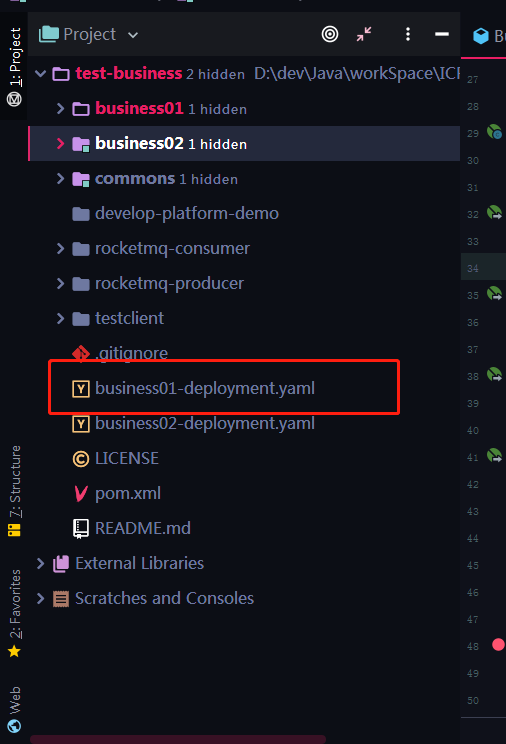 Project
1: Project
test-business 2 hidden D:\dev\Java\workSpace\ICF
business01 1 hidden
business02 1 hidden
commons 1 hidden
develop-platform-demo
rocketmq-consumer
rocketmq-producer
testclient
.gitignore
business01-deployment.yaml
business02-deployment.yaml
LICENSE
pom.xml
README.md
External Libraries
Scratches and Consoles
7: Structure
2: Favorites
Web
27
28
29
30
31
32
33
34
35
36
37
38
39
40
41
42
43
44
45
46
47
48
49
50